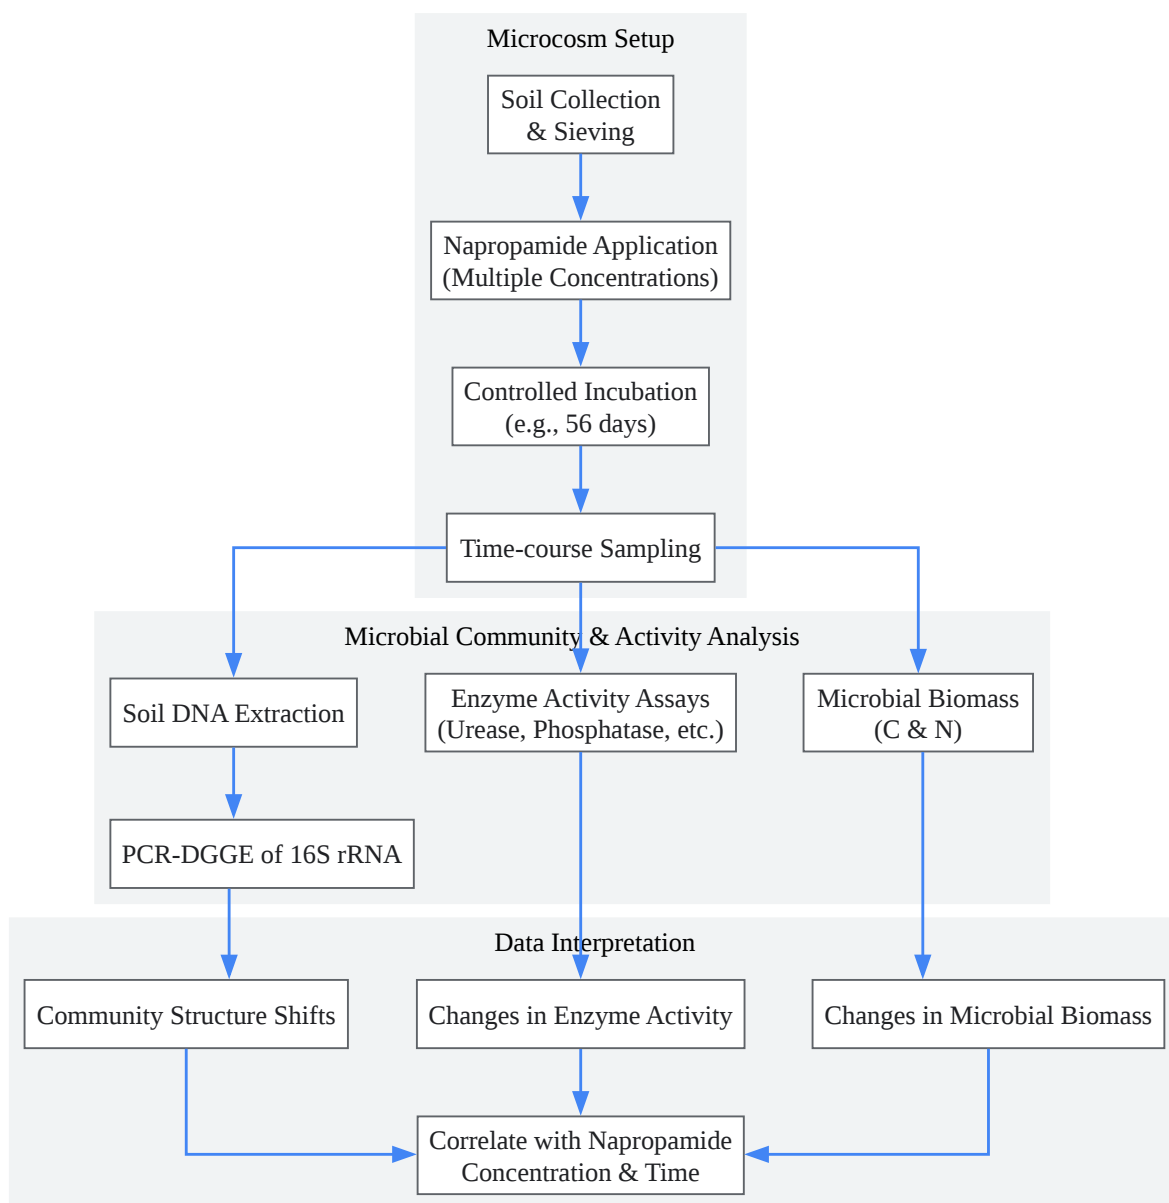 Microcosm Setup
Soil Collection
& Sieving
Napropamide Application
(Multiple Concentrations)
Controlled Incubation
(e.g., 56 days)
Time-course Sampling
Microbial Community & Activity Analysis
Soil DNA Extraction
Enzyme Activity Assays
(Urease, Phosphatase, etc.)
Microbial Biomass
(C & N)
PCR-DGGE of 16S rRNA
Data Interpretation
Community Structure Shifts
Changes in Enzyme Activity
Changes in Microbial Biomass
Correlate with Napropamide
Concentration & Time